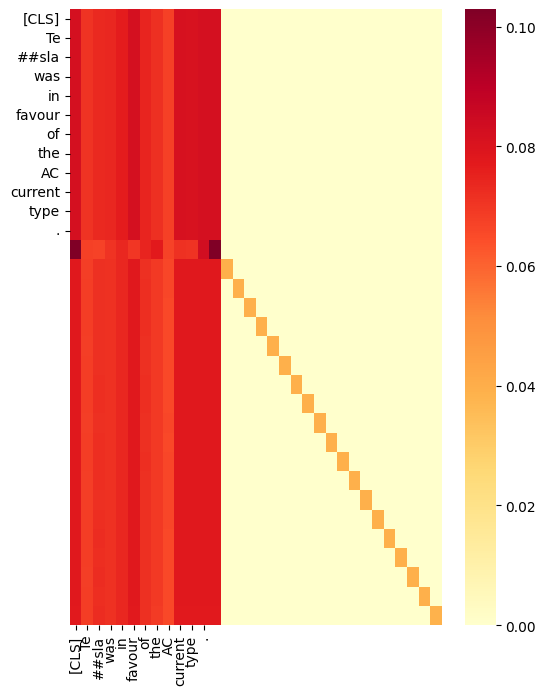 [CLS]
Te
##sla
was
in
favour
of
the
AC
current
type
.
0.10
0.08
0.06
0.04
0.02
0.00
[CLS]
Te
##sla
was
in
favour
of
the
AC
current
type
.